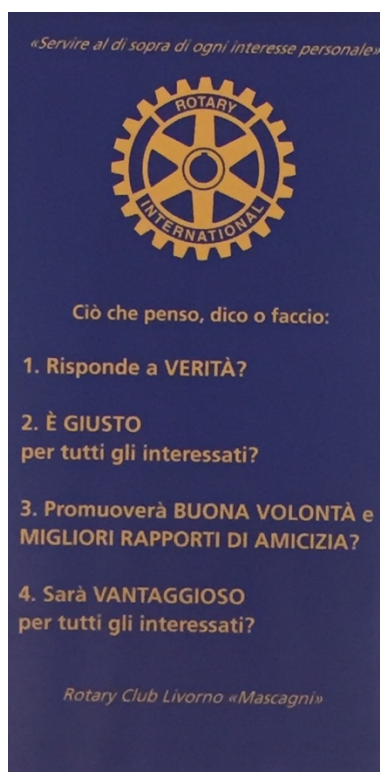 «Servire al di sopra di ogni interesse personale»
ROTARY
INTERNATIONAL
Ciò che penso, dico o faccio:
1. Risponde a VERITÀ?
2. È GIUSTO
per tutti gli interessati?
3. Promuoverà BUONA VOLONTÀ e
MIGLIORI RAPPORTI DI AMICIZIA?
4. Sarà VANTAGGIOSO
per tutti gli interessati?
Rotary Club Livorno «Mascagni»